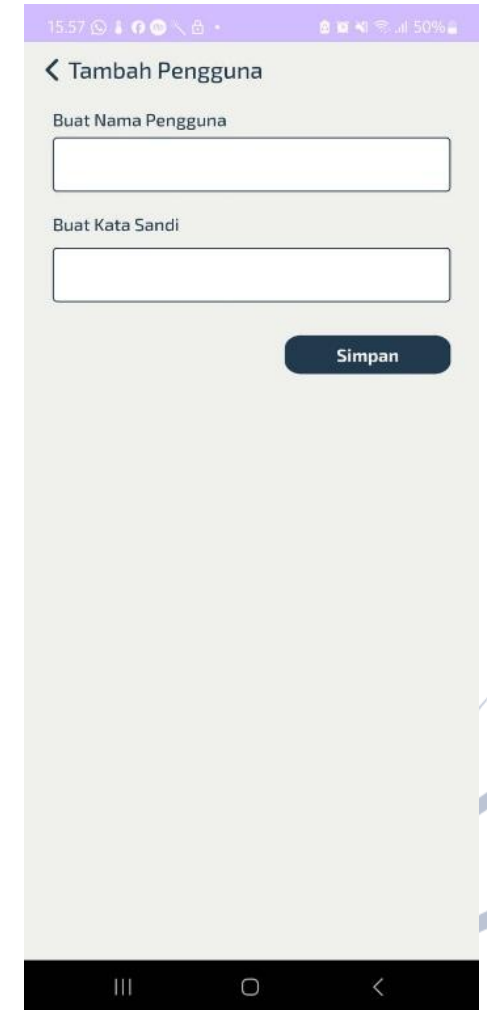 15.57 50%
Tambah Pengguna
Buat Nama Pengguna
Buat Kata Sandi
Simpan